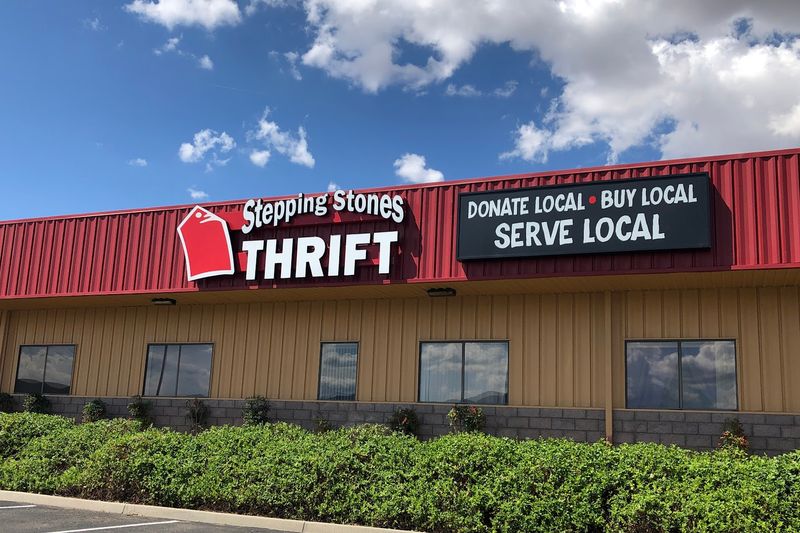 Stepping Stones
THRIFT
DONATE LOCAL • BUY LOCAL
SERVE LOCAL